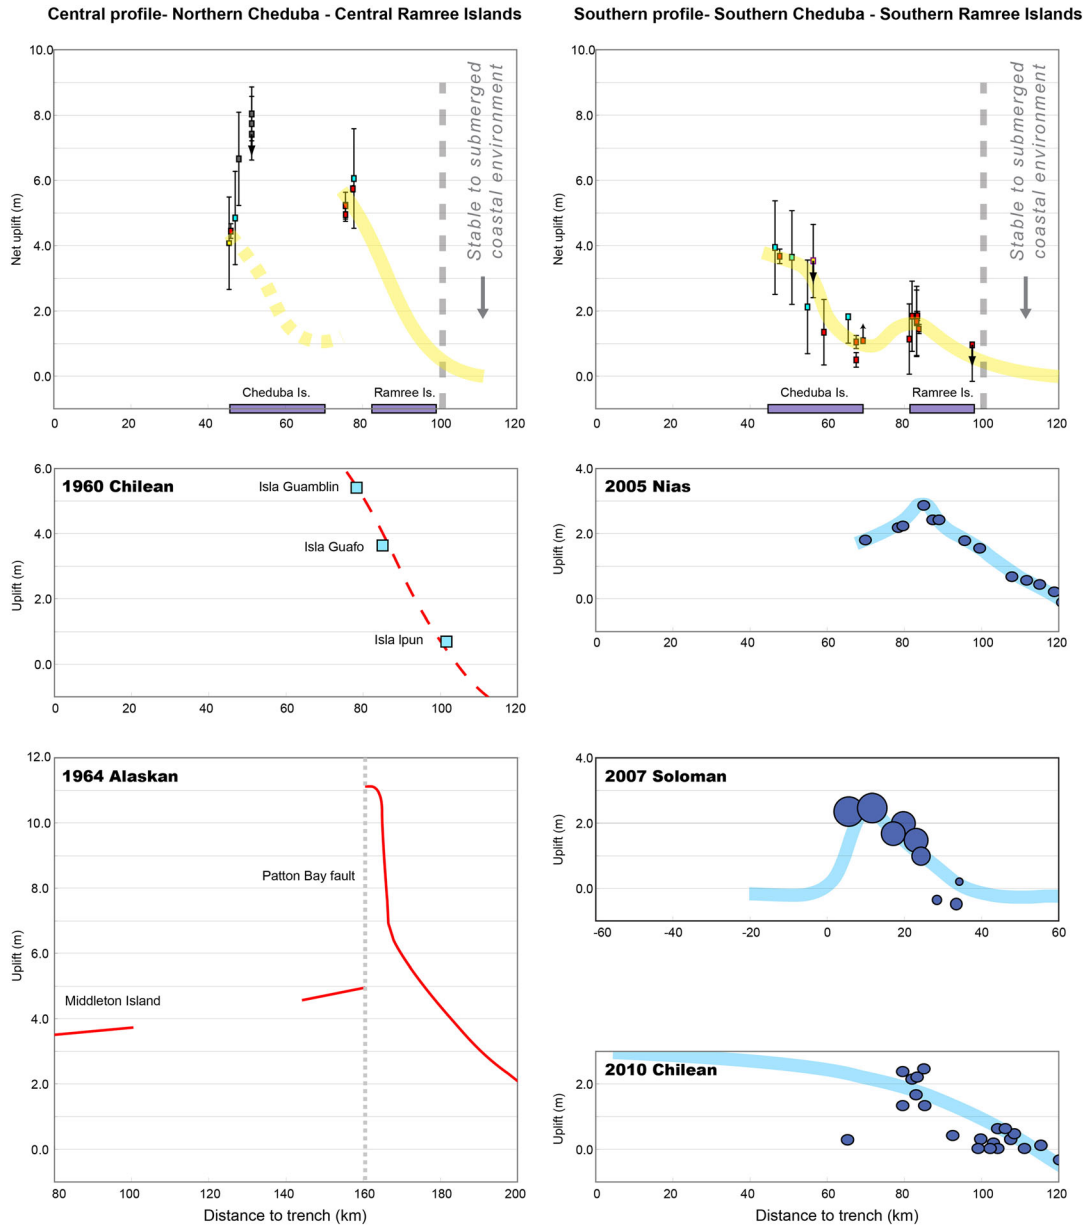 Central profile- Northern Cheduba - Central Ramree Islands
10.0
8.0
6.0
4.0
2.0
0.0
Net uplift (m)
Stable to submerged
coastal environment
Cheduba Is.
Ramree Is.
0 20 40 60 80 100 120
Southern profile- Southern Cheduba - Southern Ramree Islands
10.0
8.0
6.0
4.0
2.0
0.0
Net uplift (m)
Stable to submerged
coastal environment
Cheduba Is.
Ramree Is.
0 20 40 60 80 100 120
1960 Chilean
6.0
4.0
2.0
0.0
Uplift (m)
Isla Guamblin
Isla Guafo
Isla Ipun
0 20 40 60 80 100 120
2005 Nias
4.0
2.0
0.0
Uplift (m)
0 20 40 60 80 100 120
1964 Alaskan
12.0
10.0
8.0
6.0
4.0
2.0
0.0
Uplift (m)
Patton Bay fault
Middleton Island
80 100 120 140 160 180 200
Distance to trench (km)
2007 Soloman
4.0
2.0
0.0
Uplift (m)
-60 -40 -20 0 20 40 60
2010 Chilean
2.0
0.0
Uplift (m)
0 20 40 60 80 100 120
Distance to trench (km)